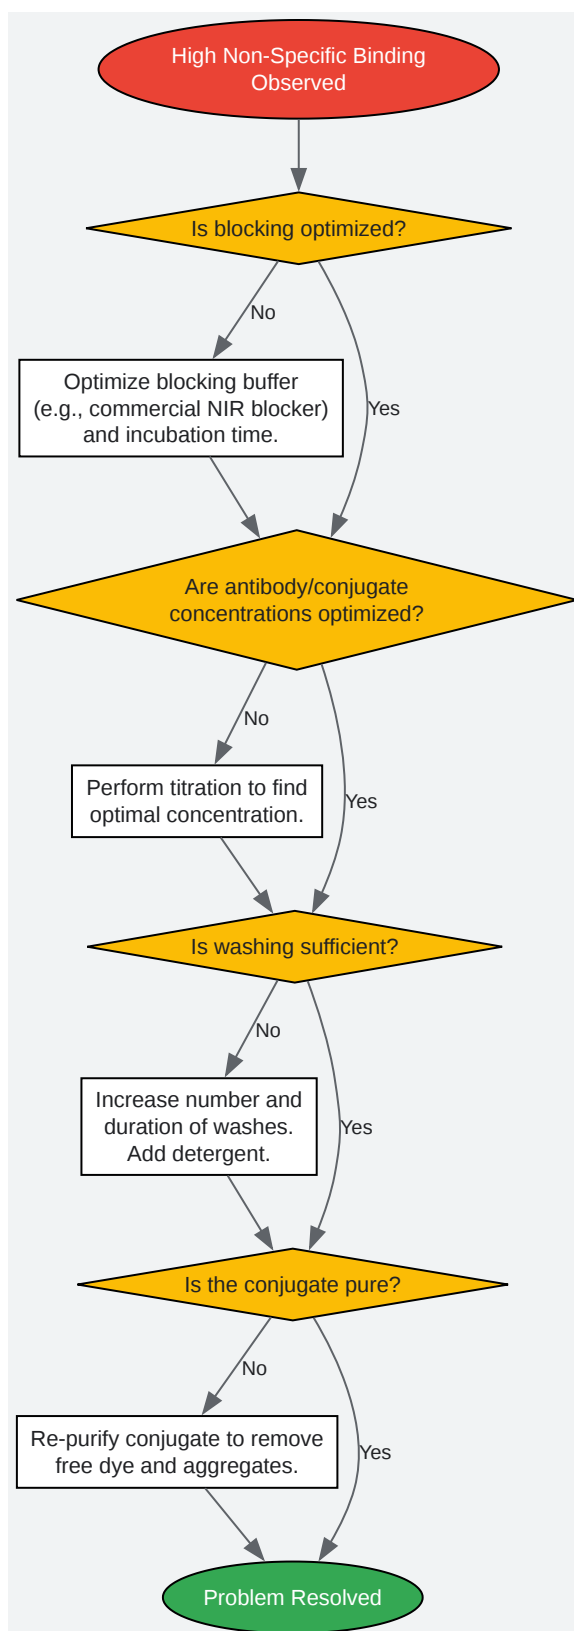 High Non-Specific Binding
Observed
Is blocking optimized?
No
Optimize blocking buffer
(e.g., commercial NIR blocker)
and incubation time.
Yes
Are antibody/conjugate
concentrations optimized?
No
Perform titration to find
optimal concentration.
Yes
Is washing sufficient?
No
Increase number and
duration of washes.
Add detergent.
Yes
Is the conjugate pure?
No
Re-purify conjugate to remove
free dye and aggregates.
Yes
Problem Resolved